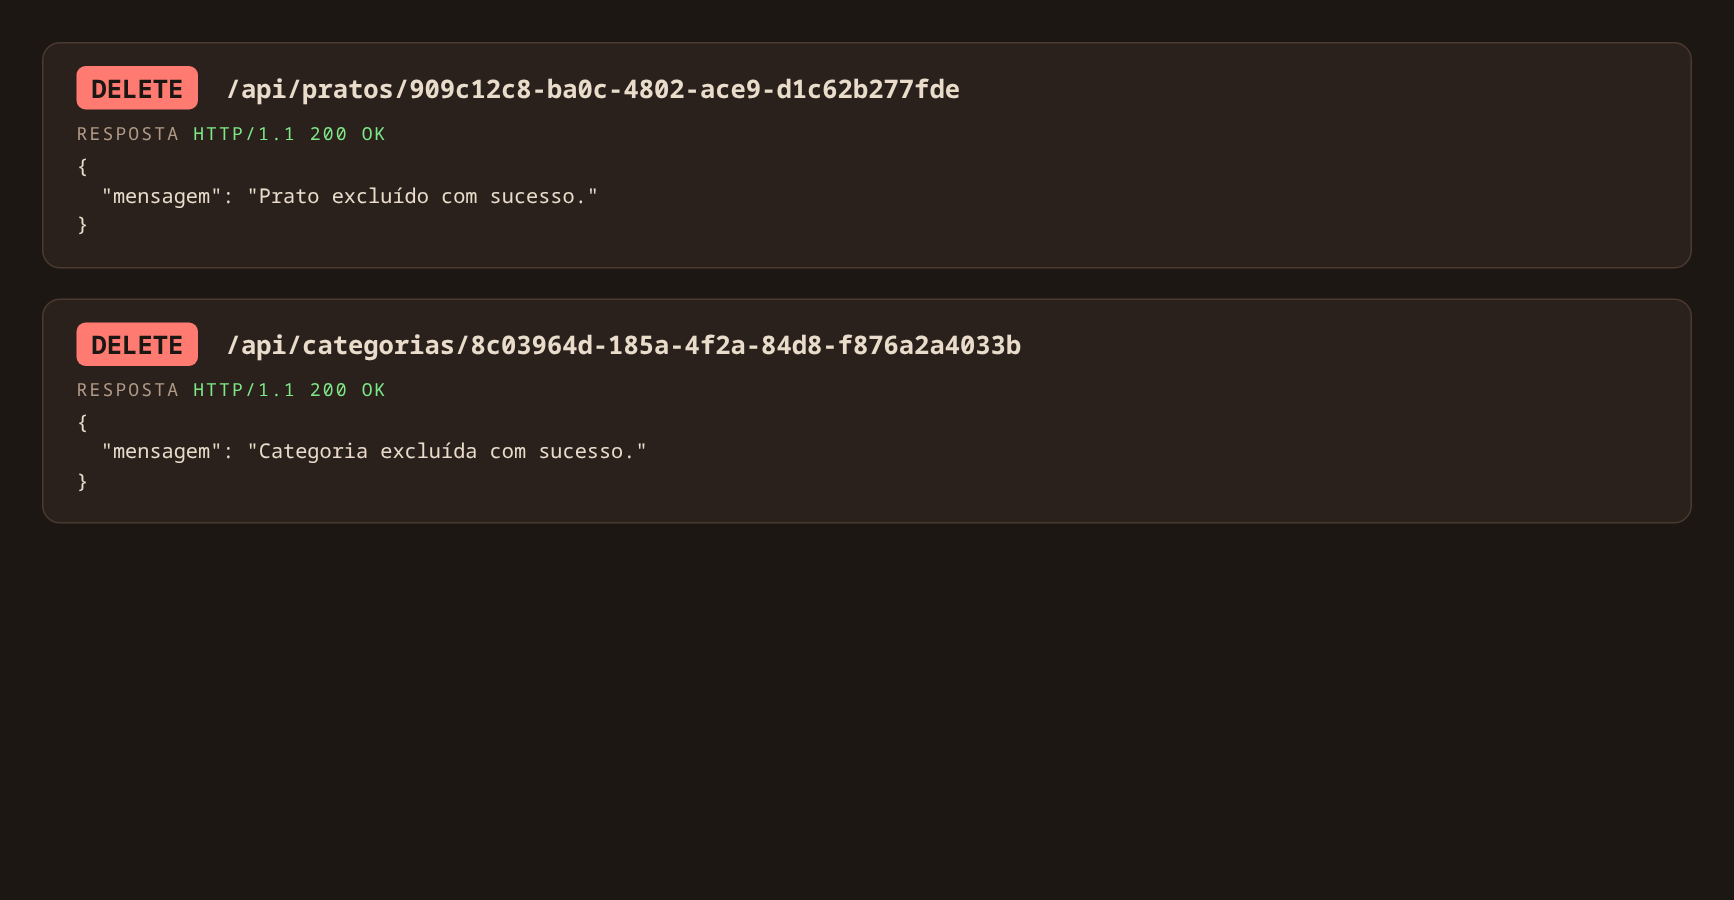 DELETE /api/pratos/909c12c8-ba0c-4802-ace9-d1c62b277fde
RESPOSTA HTTP/1.1 200 OK
{
  "mensagem": "Prato excluído com sucesso."
}
DELETE /api/categorias/8c03964d-185a-4f2a-84d8-f876a2a4033b
RESPOSTA HTTP/1.1 200 OK
{
  "mensagem": "Categoria excluída com sucesso."
}